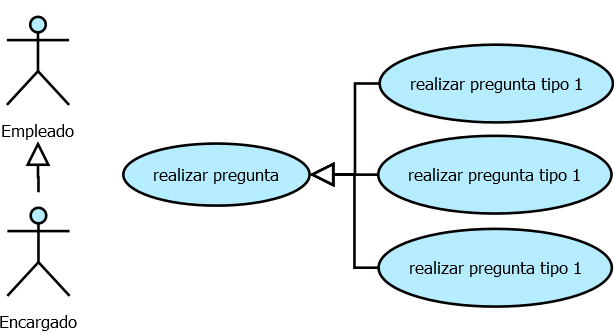 Empleado
Encargado
realizar pregunta
realizar pregunta tipo 1
realizar pregunta tipo 1
realizar pregunta tipo 1